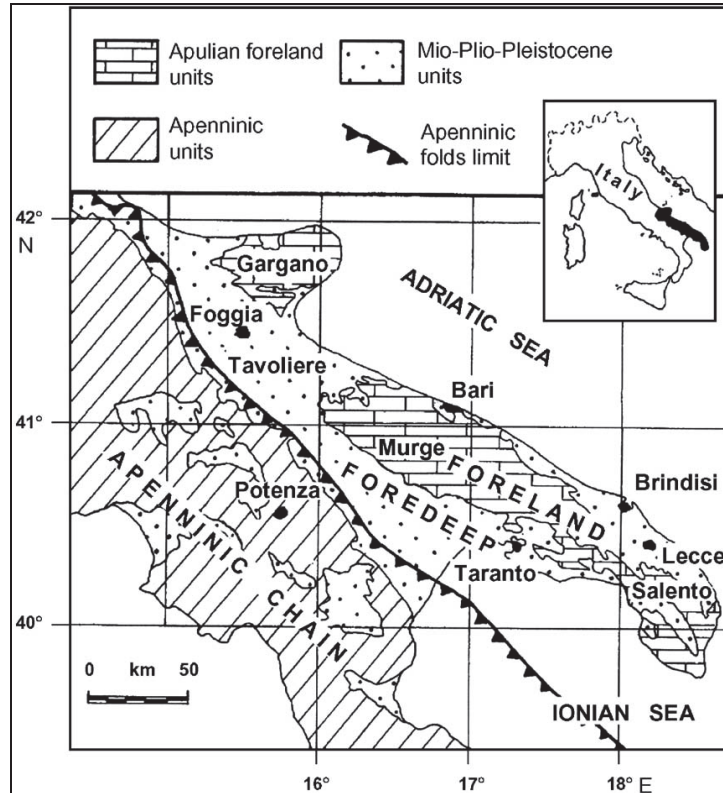 Apulian foreland
units
Mio-Plio-Pleistocene
units
Apenninic
units
Apenninic
folds limit
Italy
42°
N
Gargano
ADRIATIC SEA
Foggia
Tavoliere
Bari
41°
Murge
FORELAND
Brindisi
FOREDEEP
Potenza
APENNINIC CHAIN
Lecce
Taranto
Salento
40°
0 km 50
IONIAN SEA
16° 17° 18° E